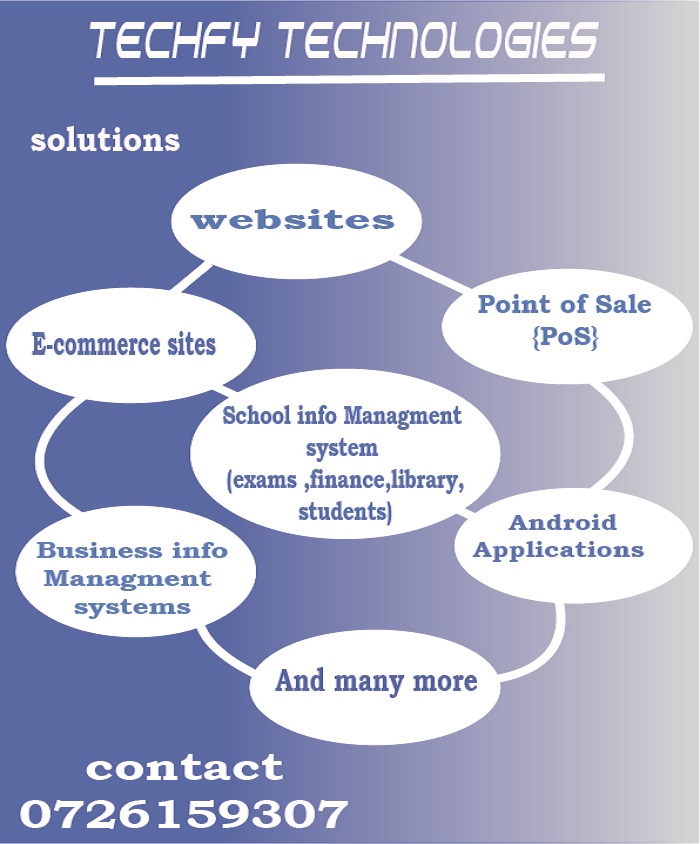 TECHFY TECHNOLOGIES
solutions
websites
Point of Sale
{PoS}
E-commerce sites
School info Managment
system
(exams ,finance,library,
students)
Android
Applications
Business info
Managment
systems
And many more
contact
0726159307